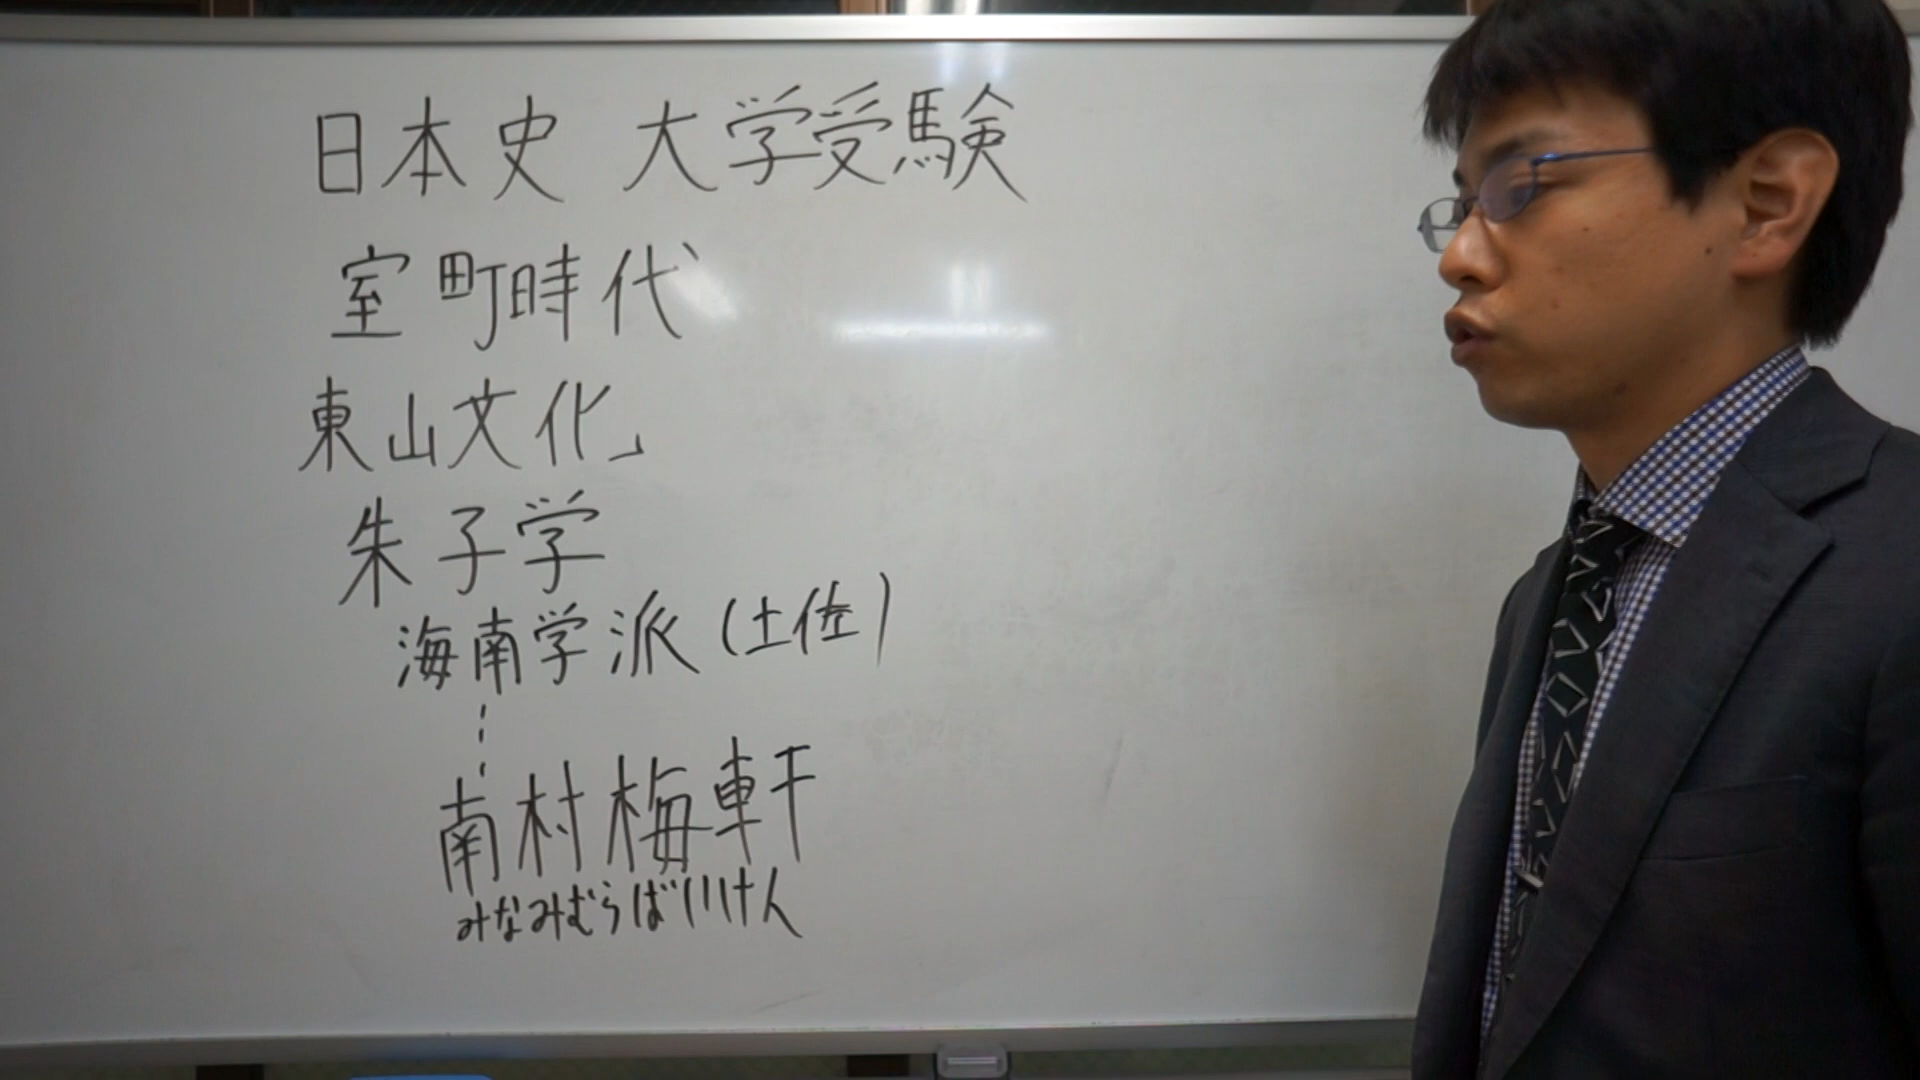 日本史 大学受験
室町時代
東山文化」
朱子学
海南学派(土佐)
南村梅軒
みなみむらばいけん